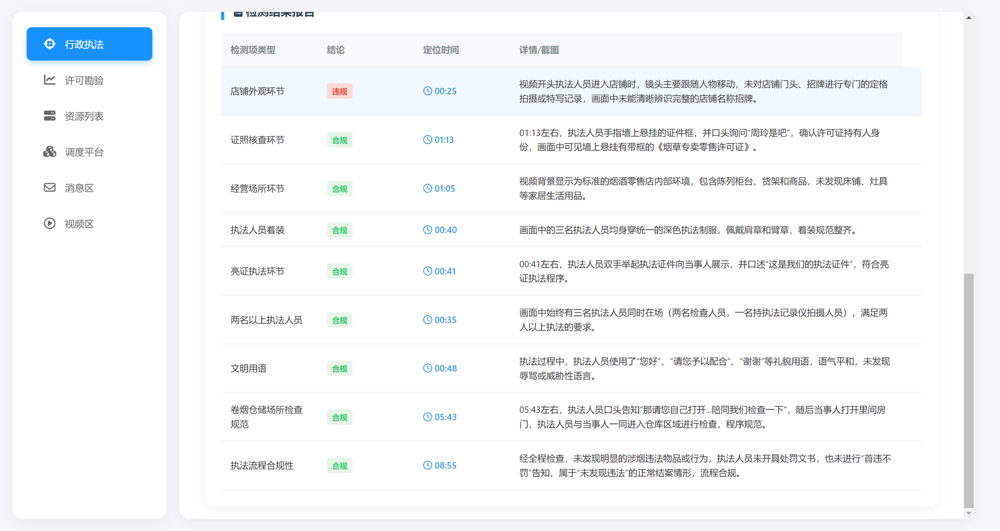 行政执法
许可勘验
资源列表
调度平台
消息区
视频区
检测结果报告
检测项类型 结论 定位时间 详情/截图
店铺外观环节 违规 00:25 视频开头执法人员进入店铺时，镜头主要跟随人物移动，未对店铺门头、招牌进行专门的定格
拍摄或特写记录，画面中未能清晰辨识完整的店铺名称招牌。
证照核查环节 合规 01:13 01:13左右，执法人员手指墙上悬挂的证件框，并口头询问“周玲是吧”，确认许可证持有人身
份，画面中可见墙上悬挂有带框的《烟草专卖零售许可证》。
经营场所环节 合规 01:05 视频背景显示为标准的烟酒零售店内部环境，包含陈列柜台、货架和商品，未发现床铺、灶具
等家居生活用品。
执法人员着装 合规 00:40 画面中的三名执法人员均身穿统一的深色执法制服，佩戴肩章和臂章，着装规范整齐。
亮证执法环节 合规 00:41 00:41左右，执法人员双手举起执法证件向当事人展示，并口述“这是我们的执法证件”，符合亮
证执法程序。
两名以上执法人员 合规 00:35 画面中始终有三名执法人员同时在场（两名检查人员，一名持执法记录仪拍摄人员），满足两
人以上执法的要求。
文明用语 合规 00:48 执法过程中，执法人员使用了“您好”、“请您予以配合”、“谢谢”等礼貌用语，语气平和，未发现
辱骂或威胁性语言。
卷烟仓储场所检查
规范 合规 05:43 05:43左右，执法人员口头告知“那请您自己打开...陪同我们检查一下”，随后当事人打开里间房
门，执法人员与当事人一同进入仓库区域进行检查，程序规范。
执法流程合规性 合规 08:55 经全程检查，未发现明显的涉烟违法物品或行为，执法人员未开具处罚文书，也未进行“首违不
罚”告知，属于“未发现违法”的正常结案情形，流程合规。